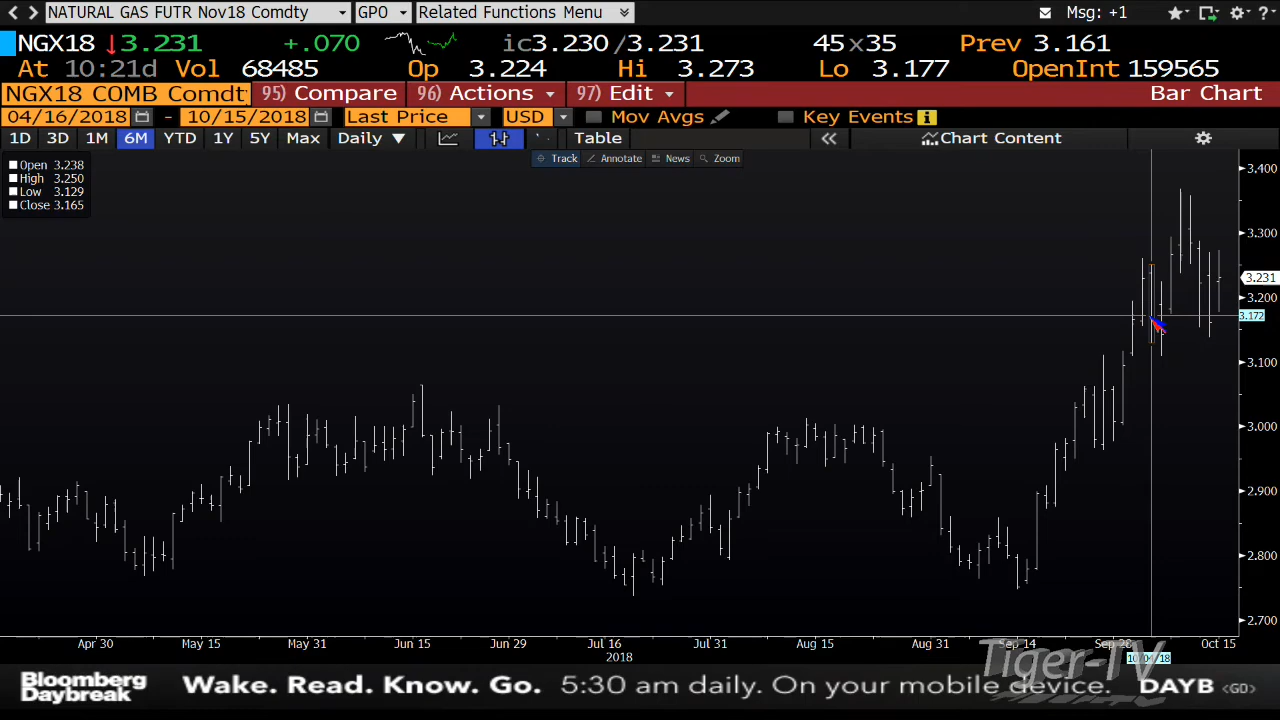 NATURAL GAS FUTR Nov18 Comdty GPO Related Functions Menu Msg: +1 ?
NGX18 ↓3.231 +.070 ic3.230/3.231 45x35 Prev 3.161
At 10:21d Vol 68485 Op 3.224 Hi 3.273 Lo 3.177 OpenInt 159565
NGX18 COMB Comdt 95) Compare 96) Actions 97) Edit Bar Chart
04/16/2018 - 10/15/2018 Last Price USD Mov Avgs Key Events i
1D 3D 1M 6M YTD 1Y 5Y Max Daily ▼ Table « Chart Content
Track Annotate News Zoom
Open 3.238
High 3.250
Low 3.129
Close 3.165
3.400
3.300
3.231
3.200
3.172
3.100
3.000
2.900
2.800
2.700
Apr 30 May 15 May 31 Jun 15 Jun 29 Jul 16 Jul 31 Aug 15 Aug 31 Sep 14 Sep 28 Oct 15
2018 10/04/18
Tiger-TV
Bloomberg Daybreak Wake. Read. Know. Go. 5:30 am daily. On your mobile device. DAYB <GO>